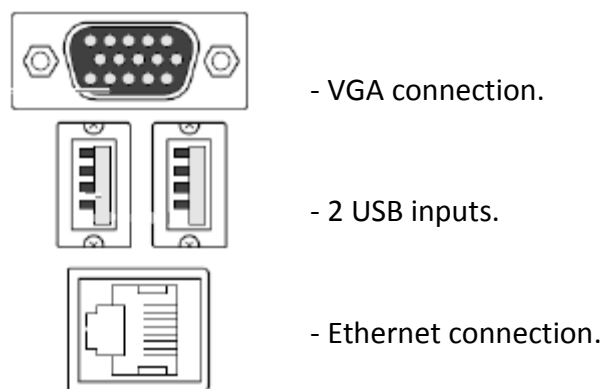 - VGA connection.
- 2 USB inputs.
- Ethernet connection.